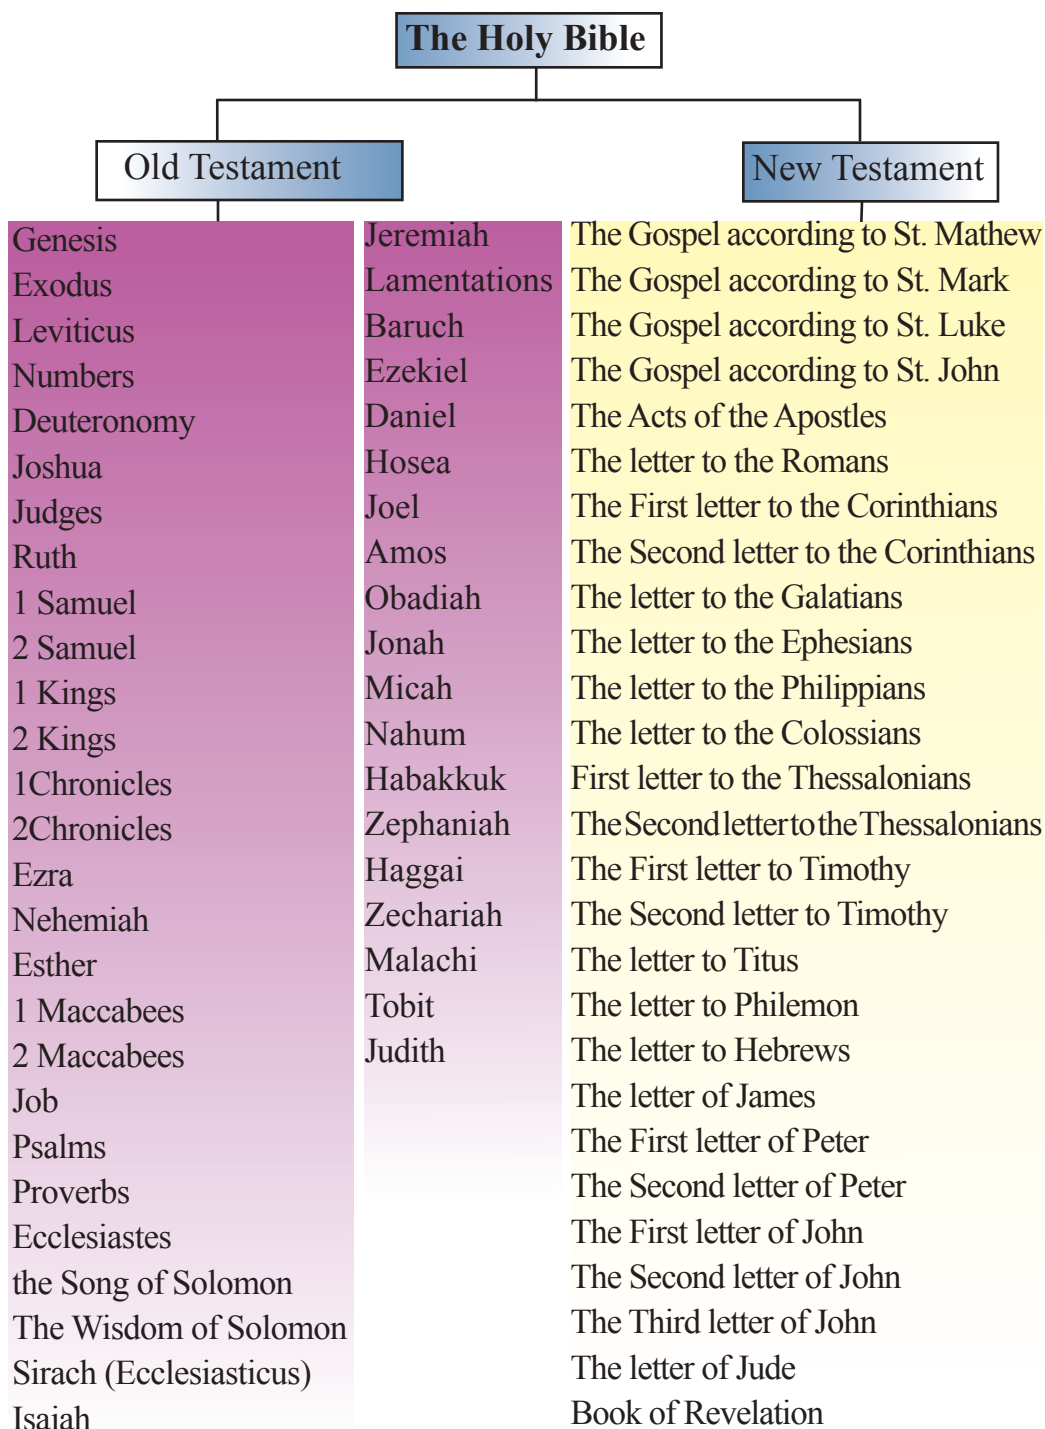 The Holy Bible
Old Testament
New Testament
Genesis
Exodus
Leviticus
Numbers
Deuteronomy
Joshua
Judges
Ruth
1 Samuel
2 Samuel
1 Kings
2 Kings
1Chronicles
2Chronicles
Ezra
Nehemiah
Esther
1 Maccabees
2 Maccabees
Job
Psalms
Proverbs
Ecclesiastes
the Song of Solomon
The Wisdom of Solomon
Sirach (Ecclesiasticus)
Isaiah
Jeremiah
Lamentations
Baruch
Ezekiel
Daniel
Hosea
Joel
Amos
Obadiah
Jonah
Micah
Nahum
Habakkuk
Zephaniah
Haggai
Zechariah
Malachi
Tobit
Judith
The Gospel according to St. Mathew
The Gospel according to St. Mark
The Gospel according to St. Luke
The Gospel according to St. John
The Acts of the Apostles
The letter to the Romans
The First letter to the Corinthians
The Second letter to the Corinthians
The letter to the Galatians
The letter to the Ephesians
The letter to the Philippians
The letter to the Colossians
First letter to the Thessalonians
The Second letter to the Thessalonians
The First letter to Timothy
The Second letter to Timothy
The letter to Titus
The letter to Philemon
The letter to Hebrews
The letter of James
The First letter of Peter
The Second letter of Peter
The First letter of John
The Second letter of John
The Third letter of John
The letter of Jude
Book of Revelation